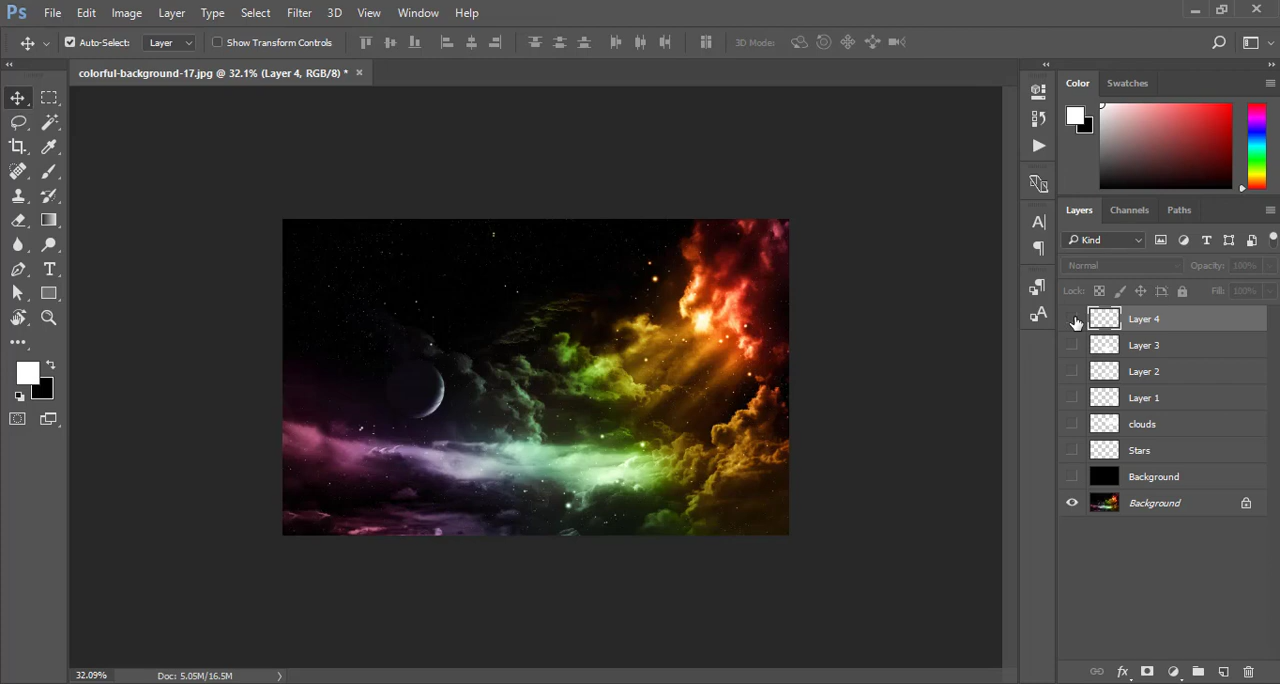 Ps File Edit Image Layer Type Select Filter 3D View Window Help
Auto-Select: Layer Show Transform Controls 3D Mode:
colorful-background-17.jpg @ 32.1% (Layer 4, RGB/8) *
Color Swatches
Layers Channels Paths
Kind
Normal Opacity: 100%
Lock: Fill: 100%
Layer 4
Layer 3
Layer 2
Layer 1
clouds
Stars
Background
Background
32.09% Doc: 5.05M/16.5M